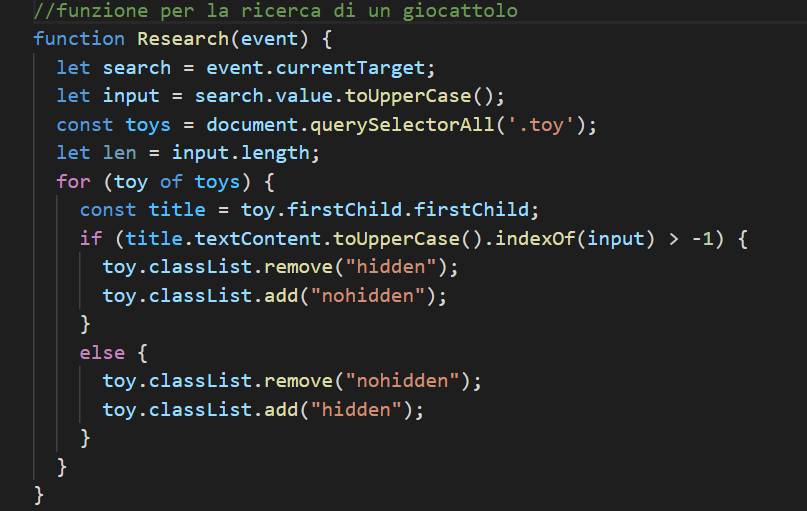 //funzione per la ricerca di un giocattolo
function Research(event) {
  let search = event.currentTarget;
  let input = search.value.toUpperCase();
  const toys = document.querySelectorAll('.toy');
  let len = input.length;
  for (toy of toys) {
    const title = toy.firstChild.firstChild;
    if (title.textContent.toUpperCase().indexOf(input) > -1) {
      toy.classList.remove("hidden");
      toy.classList.add("nohidden");
    }
    else {
      toy.classList.remove("nohidden");
      toy.classList.add("hidden");
    }
  }
}